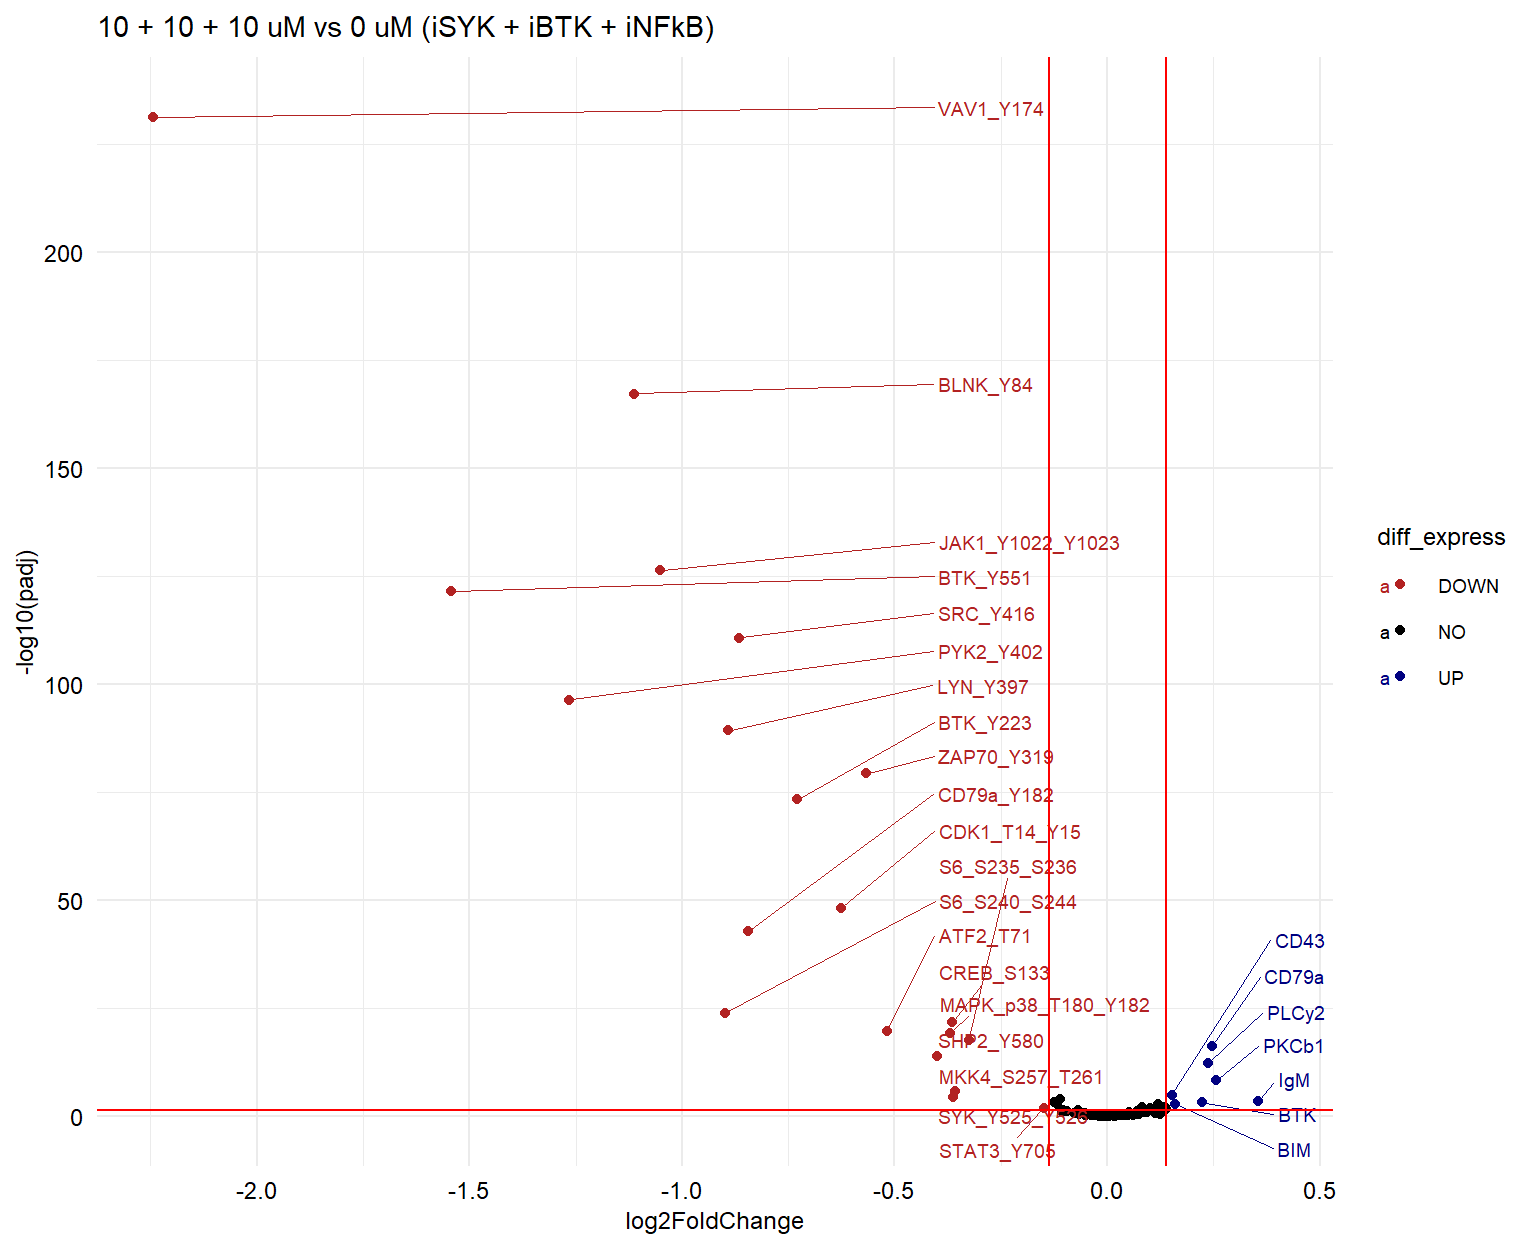 10 + 10 + 10 uM vs 0 uM (iSYK + iBTK + iNFkB)
-log10(padj)
200
150
100
50
0
VAV1_Y174
BLNK_Y84
JAK1_Y1022_Y1023
BTK_Y551
SRC_Y416
PYK2_Y402
LYN_Y397
BTK_Y223
ZAP70_Y319
CD79a_Y182
CDK1_T14_Y15
S6_S235_S236
S6_S240_S244
ATF2_T71
CREB_S133
MAPK_p38_T180_Y182
SHP2_Y580
MKK4_S257_T261
SYK_Y525_Y526
STAT3_Y705
CD43
CD79a
PLCy2
PKCb1
IgM
BTK
BIM
-2.0
-1.5
-1.0
-0.5
0.0
0.5
log2FoldChange
diff_express
a DOWN
a NO
a UP